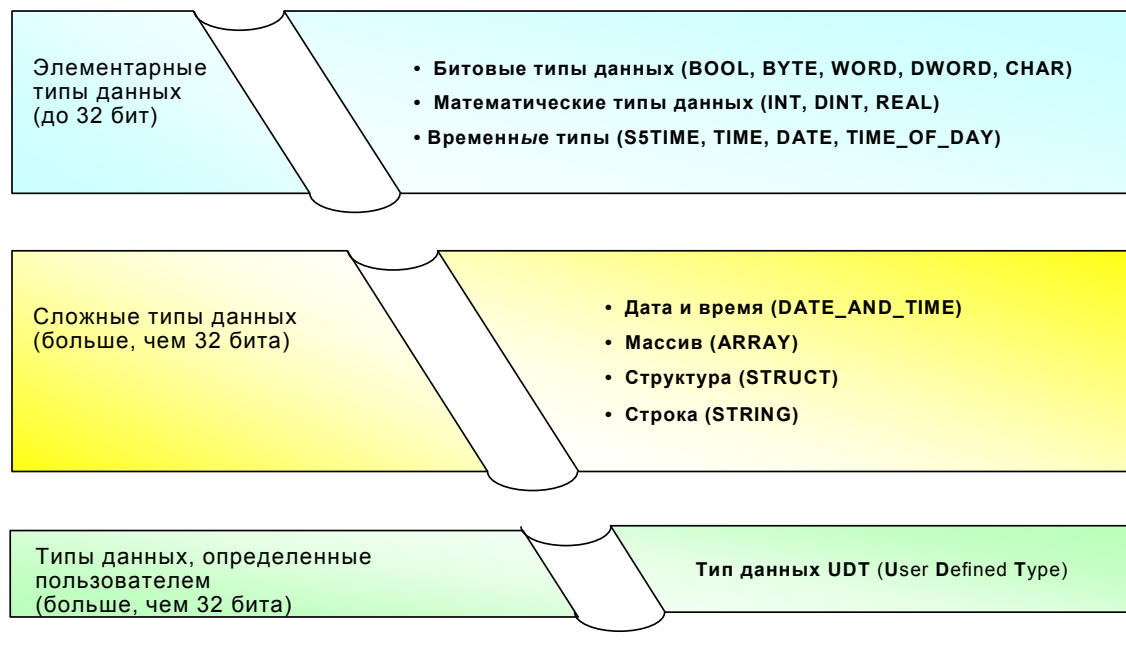 Элементарные
типы данных
(до 32 бит)
• Битовые типы данных (BOOL, BYTE, WORD, DWORD, CHAR)
• Математические типы данных (INT, DINT, REAL)
• Временные типы (S5TIME, TIME, DATE, TIME_OF_DAY)
Сложные типы данных
(больше, чем 32 бита)
• Дата и время (DATE_AND_TIME)
• Массив (ARRAY)
• Структура (STRUCT)
• Строка (STRING)
Типы данных, определенные
пользователем
(больше, чем 32 бита)
Тип данных UDT (User Defined Type)